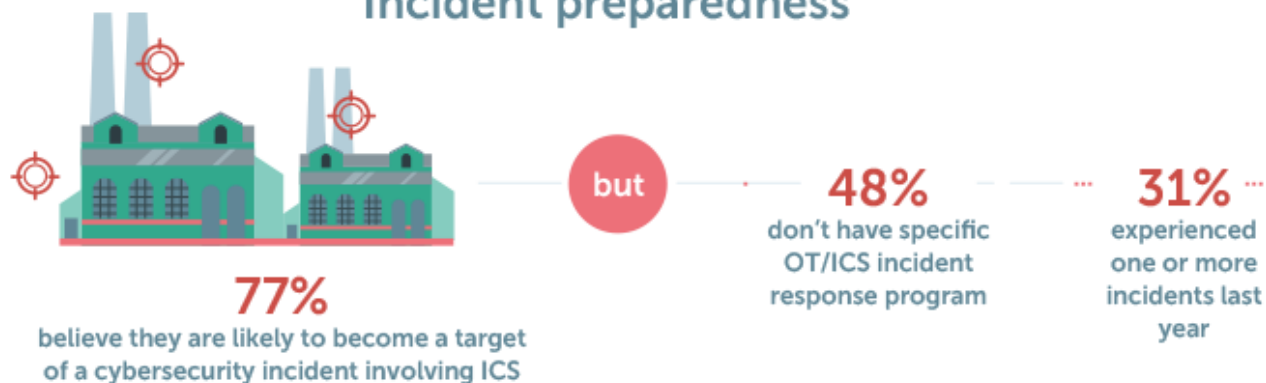 Incident preparedness
77%
believe they are likely to become a target
of a cybersecurity incident involving ICS
but
48%
don't have specific
OT/ICS incident
response program
31%
experienced
one or more
incidents last
year